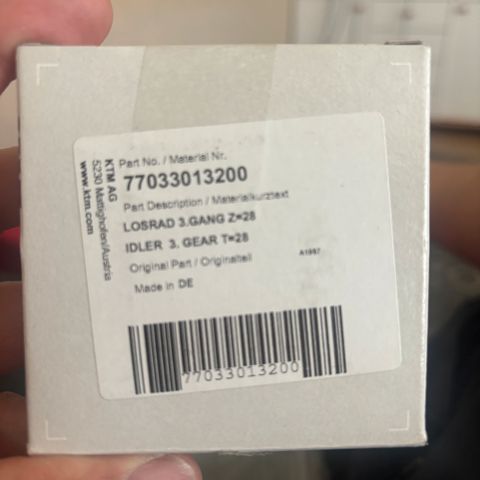 KTM AG
5230 Mattighofen/Austria
www.ktm.com
Part No. / Material Nr.
77033013200
Part Description / Materialkurztext
LOSRAD 3.GANG Z=28
IDLER 3. GEAR T=28
Original Part / Originalteil
A1997
Made in DE
77033013200